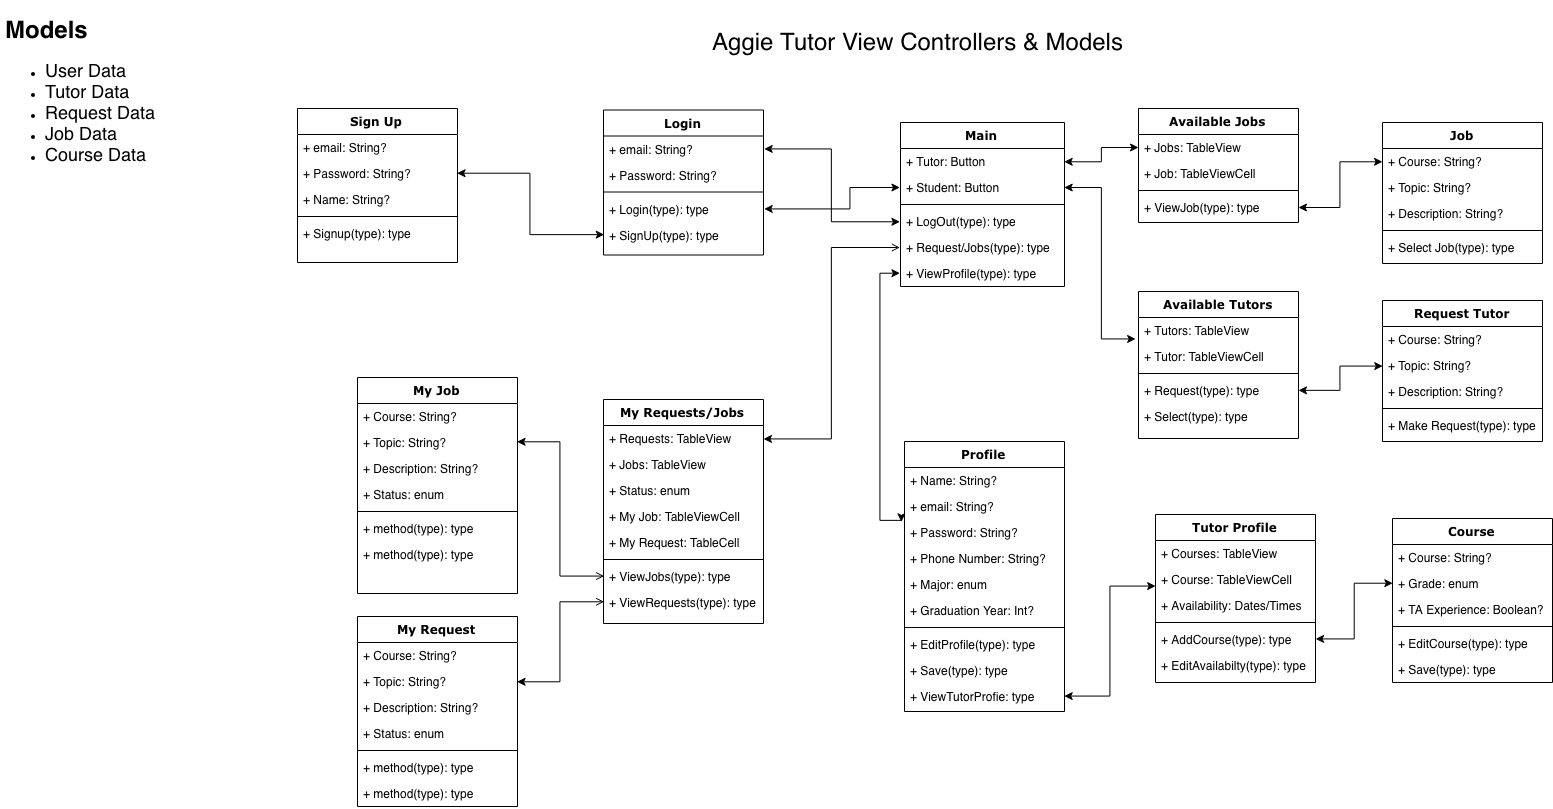 Models
Aggie Tutor View Controllers & Models
• User Data
• Tutor Data
• Request Data
• Job Data
• Course Data
Sign Up
+ email: String?
+ Password: String?
+ Name: String?
+ Signup(type): type
Login
+ email: String?
+ Password: String?
+ Login(type): type
+ SignUp(type): type
Main
+ Tutor: Button
+ Student: Button
+ LogOut(type): type
+ Request/Jobs(type): type
+ ViewProfile(type): type
Available Jobs
+ Jobs: TableView
+ Job: TableViewCell
+ ViewJob(type): type
Job
+ Course: String?
+ Topic: String?
+ Description: String?
+ Select Job(type): type
Available Tutors
+ Tutors: TableView
+ Tutor: TableViewCell
+ Request(type): type
+ Select(type): type
Request Tutor
+ Course: String?
+ Topic: String?
+ Description: String?
+ Make Request(type): type
My Job
+ Course: String?
+ Topic: String?
+ Description: String?
+ Status: enum
+ method(type): type
+ method(type): type
My Requests/Jobs
+ Requests: TableView
+ Jobs: TableView
+ Status: enum
+ My Job: TableViewCell
+ My Request: TableCell
+ ViewJobs(type): type
+ ViewRequests(type): type
Profile
+ Name: String?
+ email: String?
+ Password: String?
+ Phone Number: String?
+ Major: enum
+ Graduation Year: Int?
+ EditProfile(type): type
+ Save(type): type
+ ViewTutorProfie: type
Tutor Profile
+ Courses: TableView
+ Course: TableViewCell
+ Availability: Dates/Times
+ AddCourse(type): type
+ EditAvailabilty(type): type
Course
+ Course: String?
+ Grade: enum
+ TA Experience: Boolean?
+ EditCourse(type): type
+ Save(type): type
My Request
+ Course: String?
+ Topic: String?
+ Description: String?
+ Status: enum
+ method(type): type
+ method(type): type